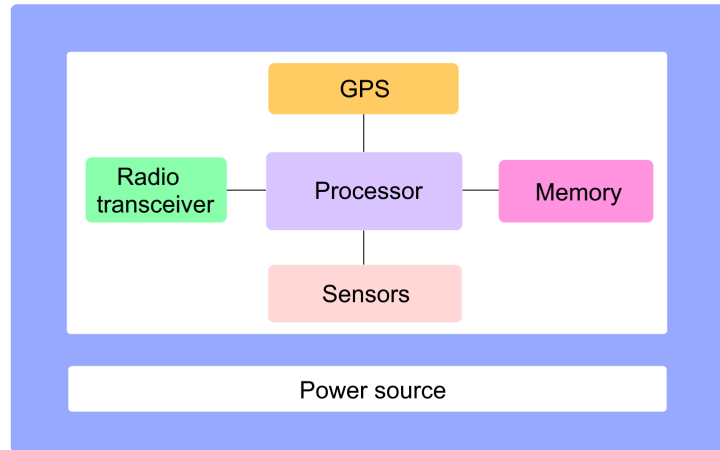 GPS
Radio
transceiver
Processor
Memory
Sensors
Power source